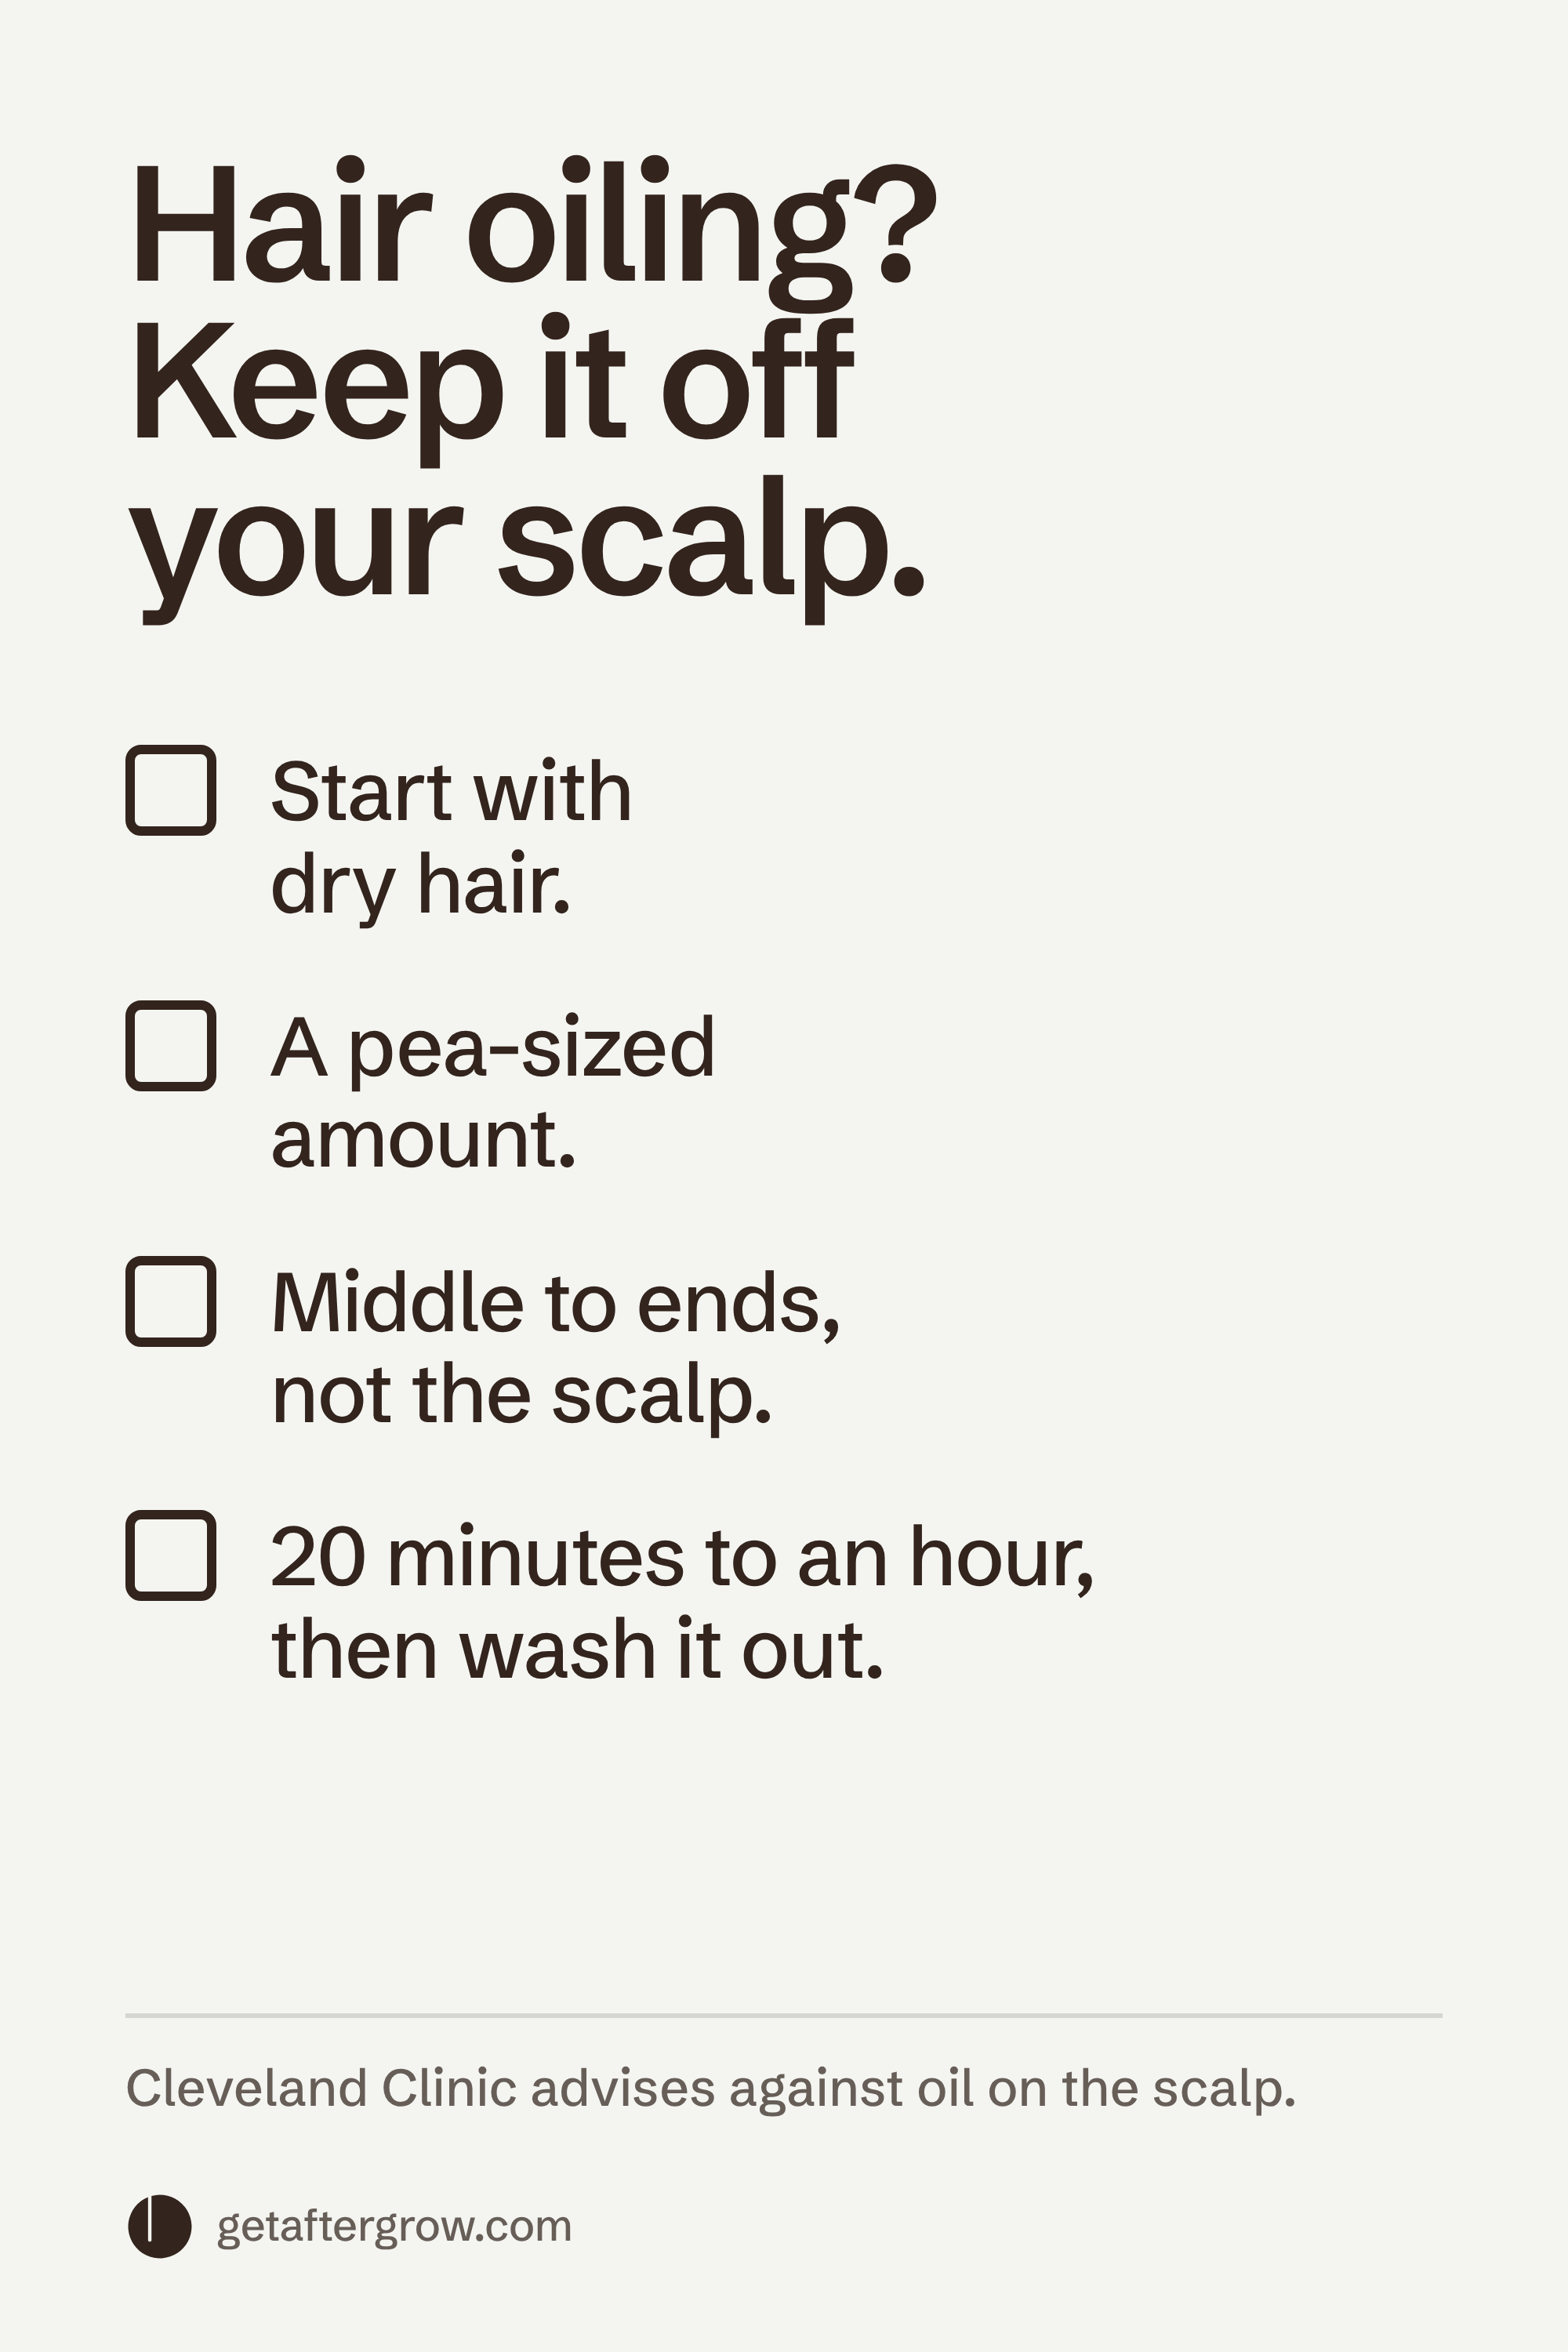 Hair oiling?
Keep it off
your scalp.
Start with
dry hair.
A pea-sized
amount.
Middle to ends,
not the scalp.
20 minutes to an hour,
then wash it out.
Cleveland Clinic advises against oil on the scalp.
getaftergrow.com